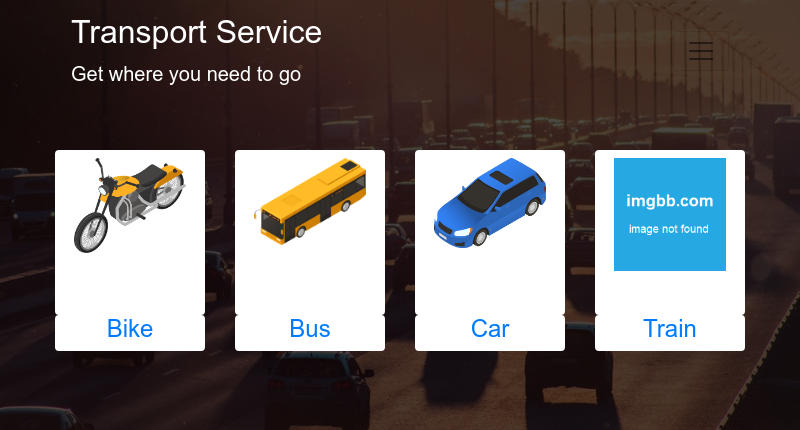 Transport Service
Get where you need to go
imgbb.com
image not found
Bike
Bus
Car
Train